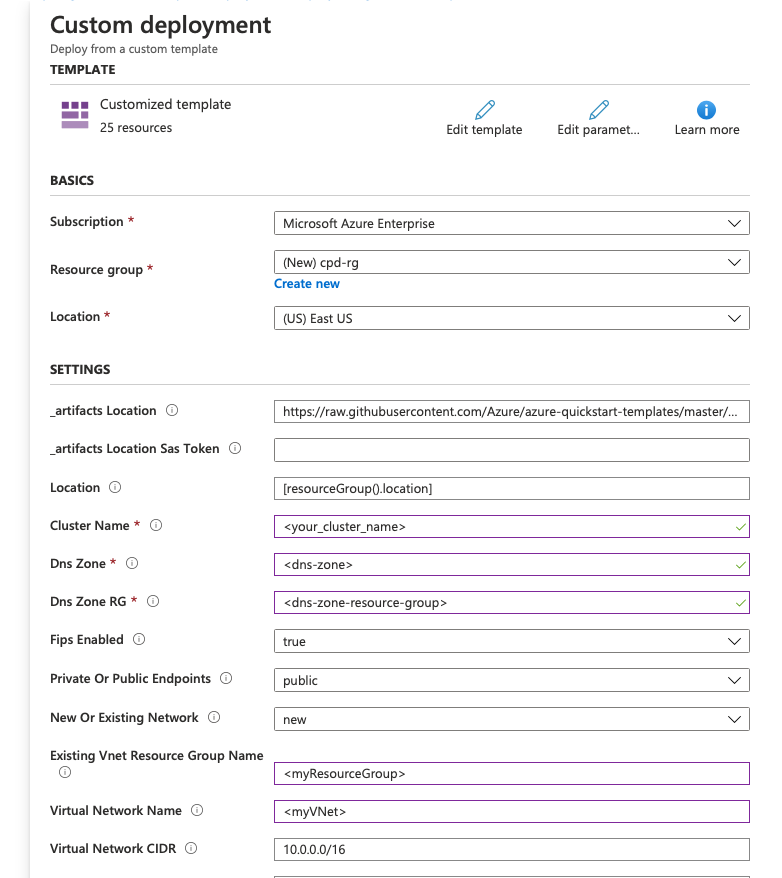 Custom deployment
Deploy from a custom template
TEMPLATE
Customized template
25 resources
Edit template
Edit paramet...
Learn more
BASICS
Subscription *
Microsoft Azure Enterprise
Resource group *
(New) cpd-rg
Create new
Location *
(US) East US
SETTINGS
_artifacts Location
https://raw.githubusercontent.com/Azure/azure-quickstart-templates/master/...
_artifacts Location Sas Token
Location
[resourceGroup().location]
Cluster Name *
<your_cluster_name>
Dns Zone *
<dns-zone>
Dns Zone RG *
<dns-zone-resource-group>
Fips Enabled
true
Private Or Public Endpoints
public
New Or Existing Network
new
Existing Vnet Resource Group Name
<myResourceGroup>
Virtual Network Name
<myVNet>
Virtual Network CIDR
10.0.0.0/16